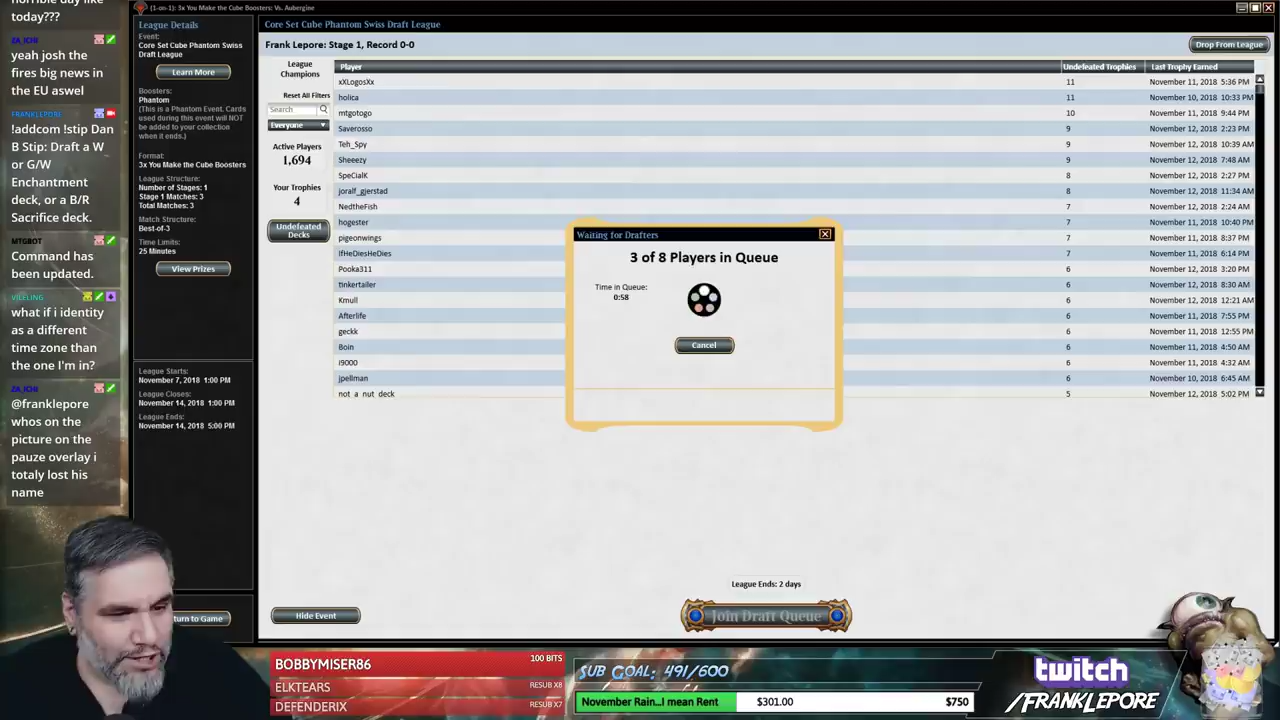 horrible day like
today???
ZA_ICHI
yeah josh the
fires big news in
the EU aswel
FRANKLEPORE
!addcom !stip Dan
B Stip: Draft a W
or G/W
Enchantment
deck, or a B/R
Sacrifice deck.
MTGBOT
Command has
been updated.
VILELING
what if i identity
as a different
time zone than
the one I'm in?
ZA_ICHI
@franklepore
whos on the
picture on the
pauze overlay i
totaly lost his
name
(1-on-1): 3x You Make the Cube Boosters: Vs. Aubergine
League Details
Event:
Core Set Cube Phantom Swiss
Draft League
Learn More
Boosters:
Phantom
(This is a Phantom Event. Cards
used during this event will NOT
be added to your collection
when it ends.)
Format:
3x You Make the Cube Boosters
League Structure:
Number of Stages: 1
Stage 1 Matches: 3
Total Matches: 3
Match Structure:
Best-of-3
Time Limits:
25 Minutes
View Prizes
League Starts:
November 7, 2018 1:00 PM
League Closes:
November 14, 2018 1:00 PM
League Ends:
November 14, 2018 5:00 PM
turn to Game
Core Set Cube Phantom Swiss Draft League
Frank Lepore: Stage 1, Record 0-0
Drop From League
League
Champions
Reset All Filters
Search
Everyone
Active Players
1,694
Your Trophies
4
Undefeated
Decks
Player Undefeated Trophies Last Trophy Earned
xXLogosXx 11 November 11, 2018 5:36 PM
holica 11 November 10, 2018 10:33 PM
mtgotogo 10 November 11, 2018 9:44 PM
Saverosso 9 November 12, 2018 2:23 PM
Teh_Spy 9 November 12, 2018 10:39 AM
Sheeezy 9 November 12, 2018 7:48 AM
SpeCialK 8 November 12, 2018 2:27 PM
joralf_gjerstad 8 November 12, 2018 11:34 AM
NedtheFish 7 November 12, 2018 2:24 AM
hogester 7 November 11, 2018 10:40 PM
pigeonwings 7 November 11, 2018 8:37 PM
IfHeDiesHeDies 7 November 11, 2018 6:14 PM
Pooka311 6 November 12, 2018 3:20 PM
tinkertailer 6 November 12, 2018 8:30 AM
Kmull 6 November 12, 2018 12:21 AM
Afterlife 6 November 11, 2018 7:55 PM
geckk 6 November 11, 2018 12:55 PM
Boin 6 November 11, 2018 4:50 AM
i9000 6 November 11, 2018 4:32 AM
jpellman 6 November 10, 2018 6:45 AM
not_a_nut_deck 5 November 12, 2018 5:02 PM
Waiting for Drafters
3 of 8 Players in Queue
Time in Queue:
0:58
Cancel
League Ends: 2 days
Hide Event
Join Draft Queue
BOBBYMISER86 100 BITS
ELKTEARS RESUB X8
DEFENDERIX RESUB X7
SUB GOAL: 491/600
November Rain...I mean Rent $301.00 $750
twitch
/FRANKLEPORE